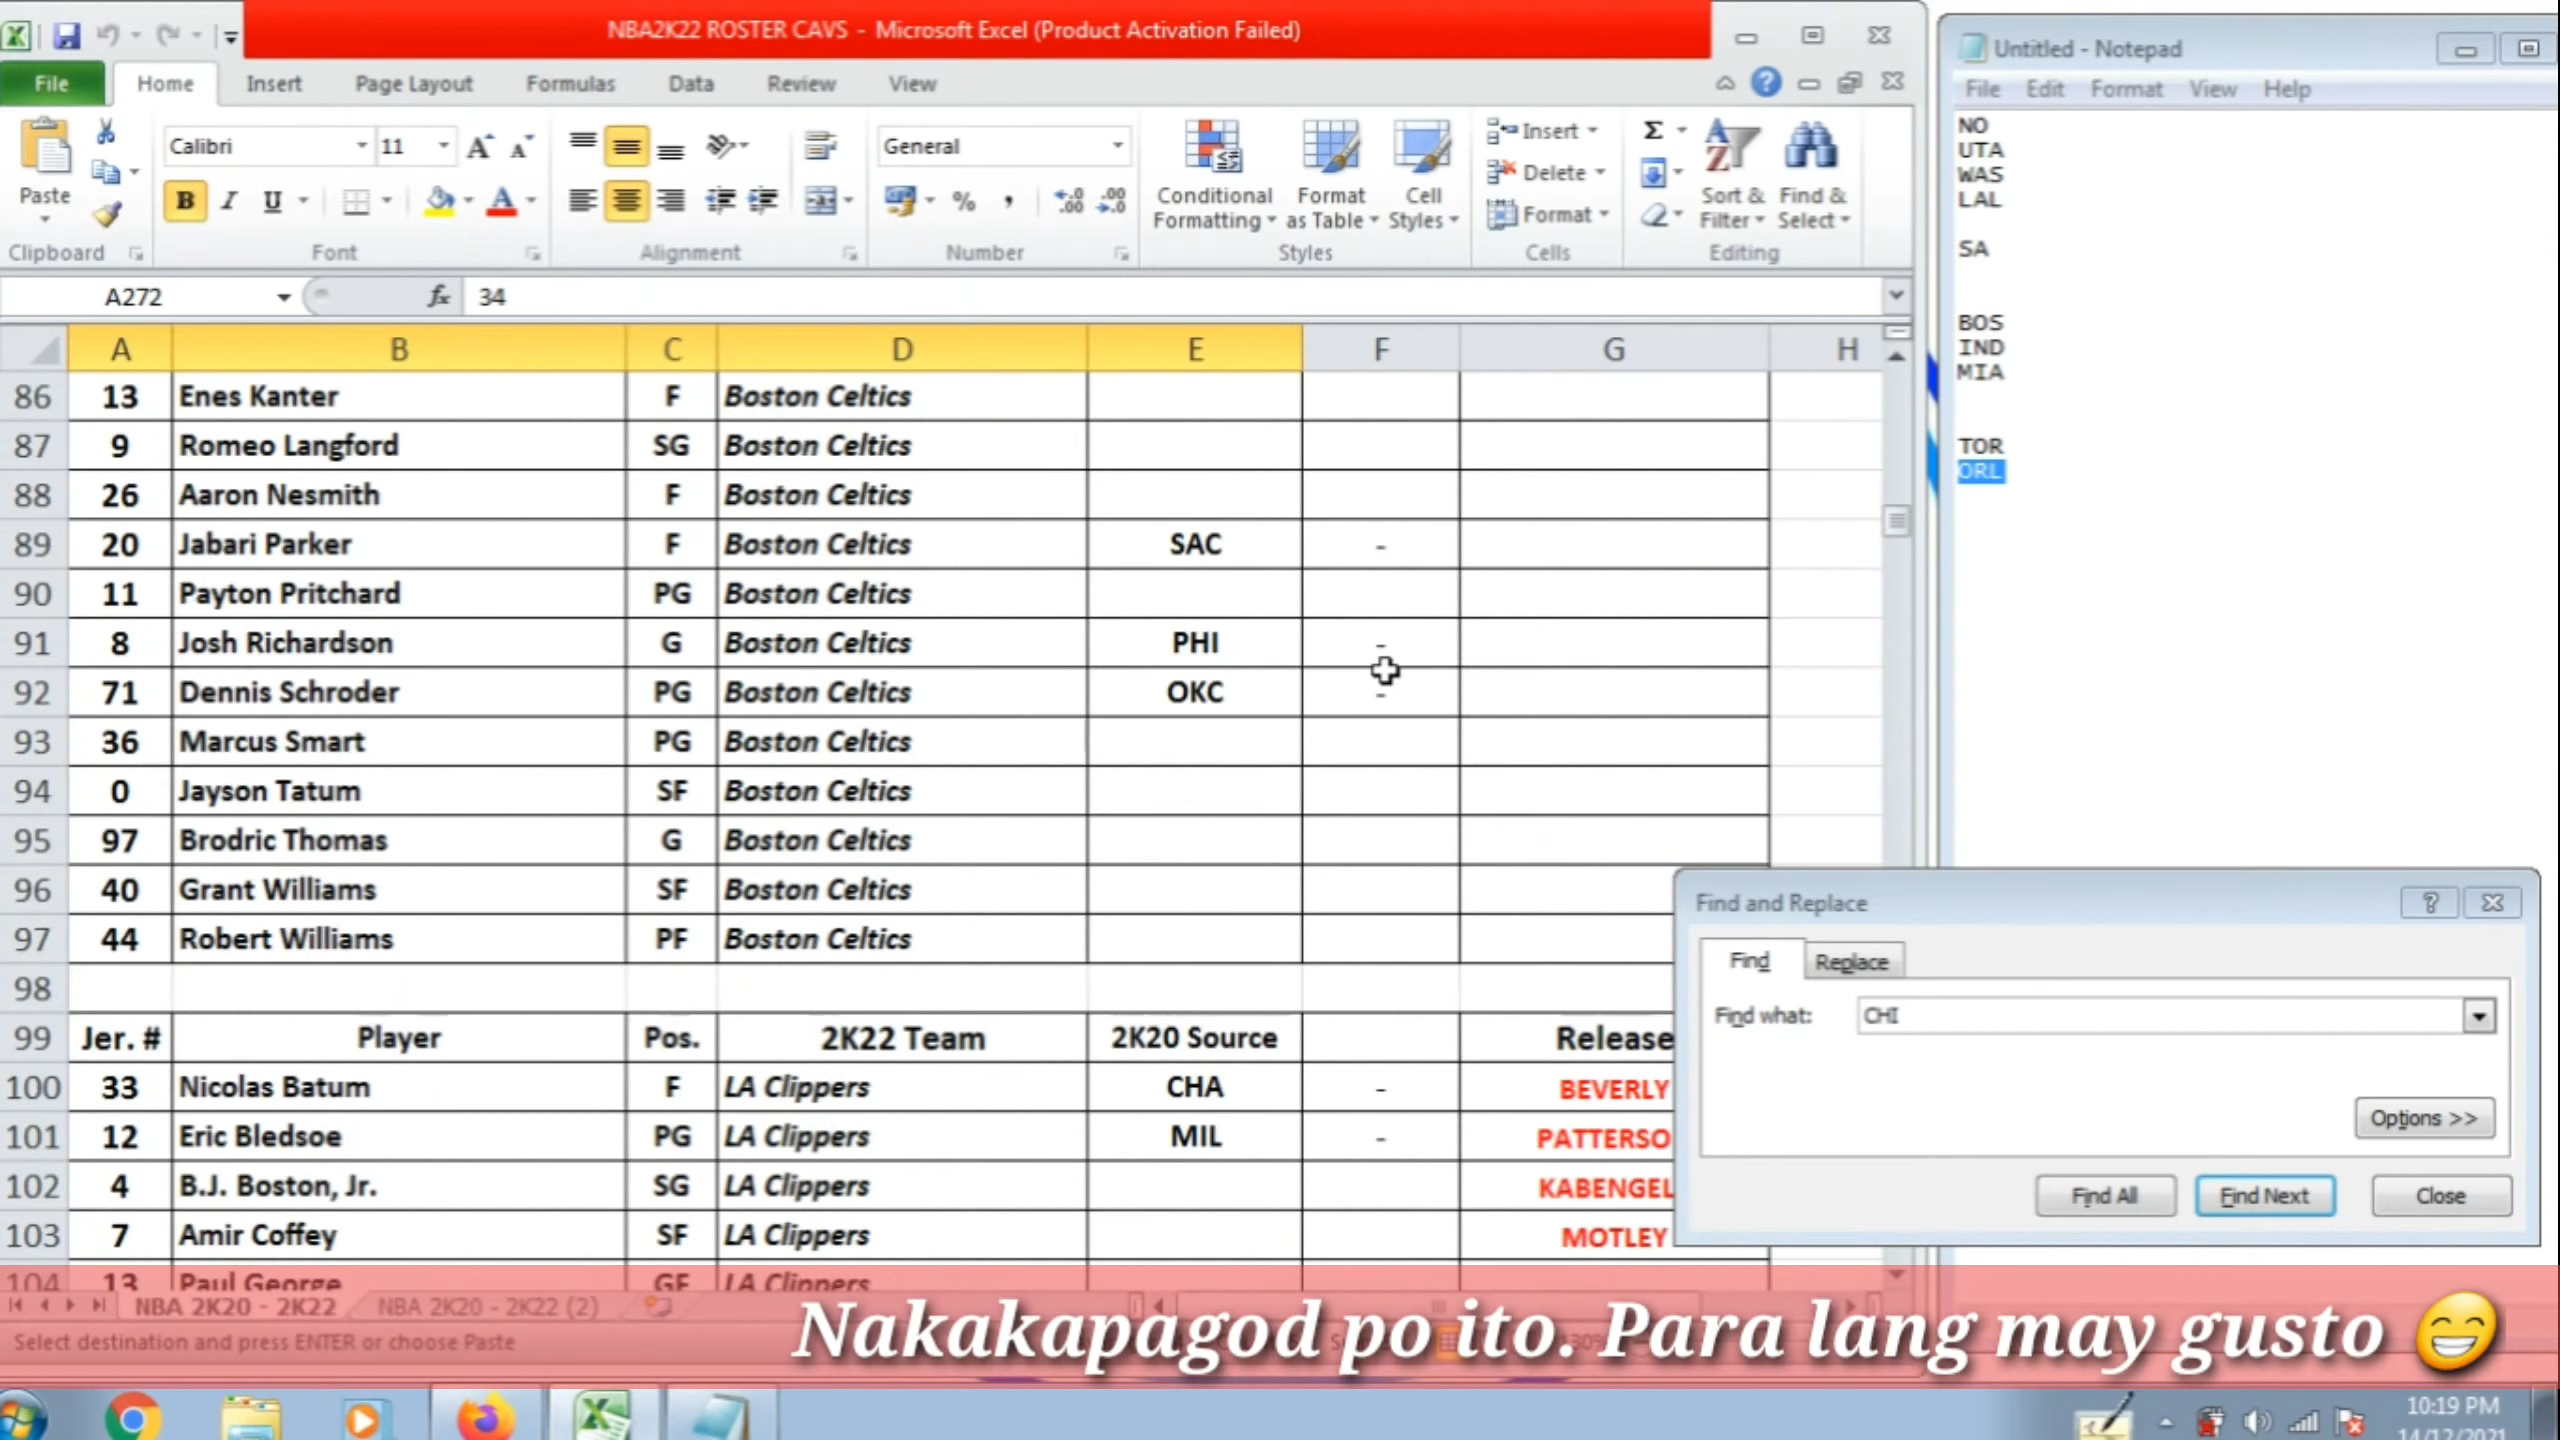 NBA2K22 ROSTER CAVS - Microsoft Excel (Product Activation Failed)
File Home Insert Page Layout Formulas Data Review View
Paste
Calibri 11
B I U
General
% ,
Conditional Formatting
Format as Table
Cell Styles
Insert
Delete
Format
Σ
Sort & Filter
Find & Select
Clipboard Font Alignment Number Styles Cells Editing
A272 fx 34
A B C D E F G H
86 13 Enes Kanter F Boston Celtics
87 9 Romeo Langford SG Boston Celtics
88 26 Aaron Nesmith F Boston Celtics
89 20 Jabari Parker F Boston Celtics SAC -
90 11 Payton Pritchard PG Boston Celtics
91 8 Josh Richardson G Boston Celtics PHI -
92 71 Dennis Schroder PG Boston Celtics OKC -
93 36 Marcus Smart PG Boston Celtics
94 0 Jayson Tatum SF Boston Celtics
95 97 Brodric Thomas G Boston Celtics
96 40 Grant Williams SF Boston Celtics
97 44 Robert Williams PF Boston Celtics
98
99 Jer. # Player Pos. 2K22 Team 2K20 Source Release
100 33 Nicolas Batum F LA Clippers CHA - BEVERLY
101 12 Eric Bledsoe PG LA Clippers MIL - PATTERSO
102 4 B.J. Boston, Jr. SG LA Clippers KABENGEL
103 7 Amir Coffey SF LA Clippers MOTLEY
104 13 Paul George GF LA Clippers
NBA 2K20 - 2K22 NBA 2K20 - 2K22 (2)
Select destination and press ENTER or choose Paste
Untitled - Notepad
File Edit Format View Help
NO
UTA
WAS
LAL
SA
BOS
IND
MIA
TOR
ORL
Find and Replace
Find Replace
Find what: CHI
Options >>
Find All Find Next Close
Nakakapagod po ito. Para lang may gusto 😁
10:19 PM
14/12/2021